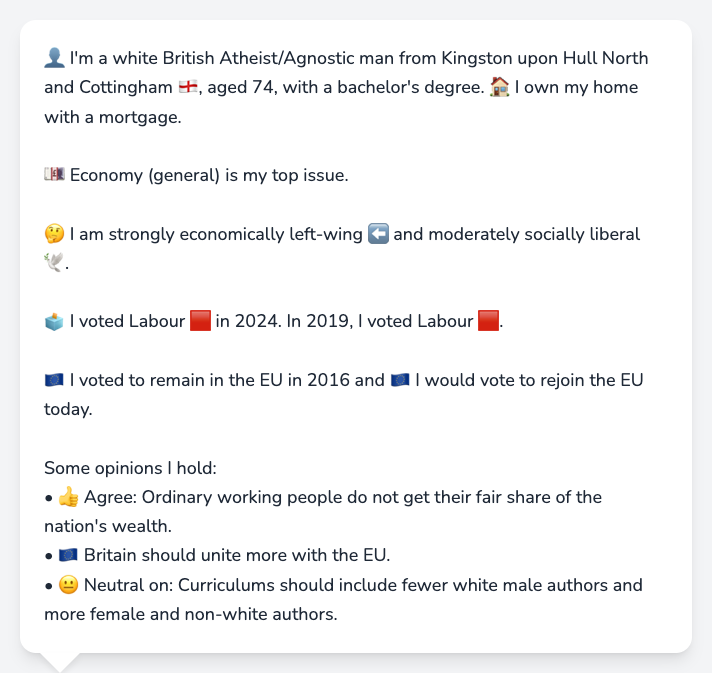 👤 I'm a white British Atheist/Agnostic man from Kingston upon Hull North
and Cottingham 🏴󠁧󠁢󠁥󠁮󠁧󠁿, aged 74, with a bachelor's degree. 🏠 I own my home
with a mortgage.
💷 Economy (general) is my top issue.
🤔 I am strongly economically left-wing ⬅️ and moderately socially liberal
🕊️.
🗳️ I voted Labour 🟥 in 2024. In 2019, I voted Labour 🟥.
🇪🇺 I voted to remain in the EU in 2016 and 🇪🇺 I would vote to rejoin the EU
today.
Some opinions I hold:
• 👍 Agree: Ordinary working people do not get their fair share of the
nation's wealth.
• 🇪🇺 Britain should unite more with the EU.
• 😐 Neutral on: Curriculums should include fewer white male authors and
more female and non-white authors.